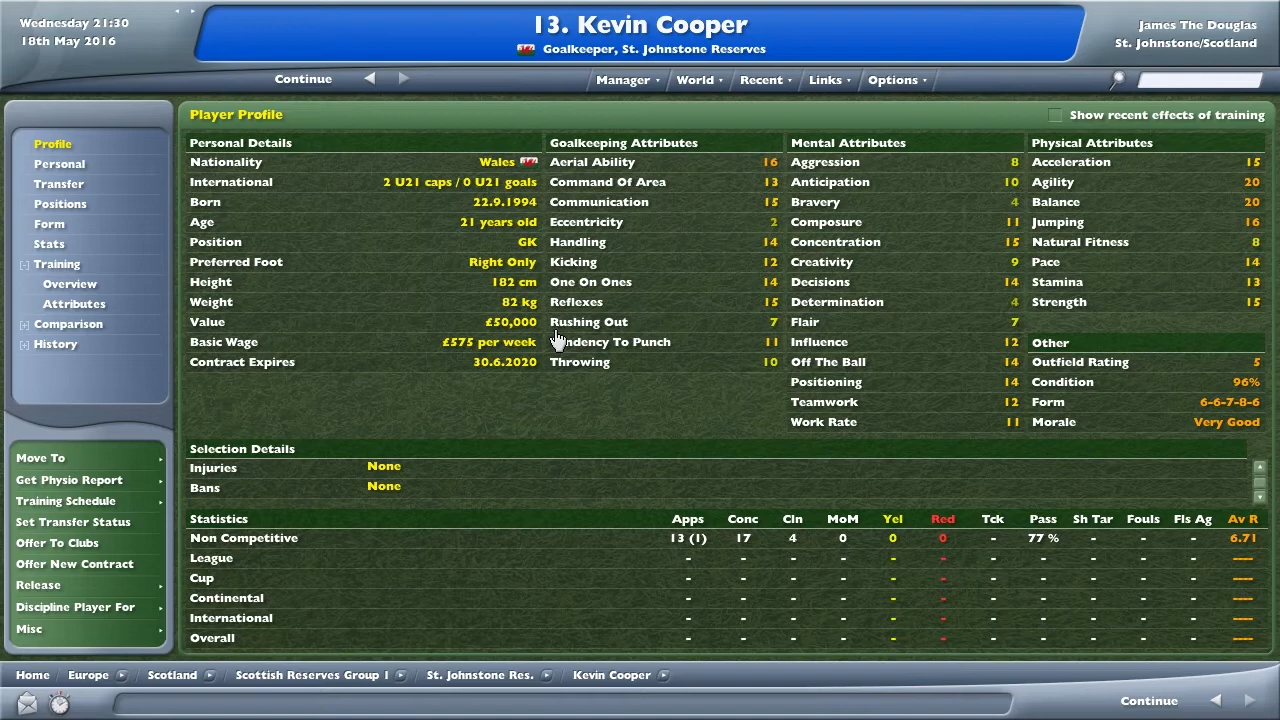 Wednesday 21:30
18th May 2016
13. Kevin Cooper
Goalkeeper, St. Johnstone Reserves
James The Douglas
St. Johnstone/Scotland
Continue
Manager World Recent Links Options
Profile
Personal
Transfer
Positions
Form
Stats
Training
Overview
Attributes
Comparison
History
Move To
Get Physio Report
Training Schedule
Set Transfer Status
Offer To Clubs
Offer New Contract
Release
Discipline Player For
Misc
Player Profile
Show recent effects of training
Personal Details
Nationality Wales
International 2 U21 caps / 0 U21 goals
Born 22.9.1994
Age 21 years old
Position GK
Preferred Foot Right Only
Height 182 cm
Weight 82 kg
Value £50,000
Basic Wage £575 per week
Contract Expires 30.6.2020
Goalkeeping Attributes
Aerial Ability 16
Command Of Area 13
Communication 15
Eccentricity 2
Handling 14
Kicking 12
One On Ones 14
Reflexes 15
Rushing Out 7
To Punch 11
Throwing 10
Mental Attributes
Aggression 8
Anticipation 10
Bravery 4
Composure 11
Concentration 15
Creativity 9
Decisions 14
Determination 4
Flair 7
Influence 12
Off The Ball 14
Positioning 14
Teamwork 12
Work Rate 11
Physical Attributes
Acceleration 15
Agility 20
Balance 20
Jumping 16
Natural Fitness 8
Pace 14
Stamina 13
Strength 15
Other
Outfield Rating 5
Condition 96%
Form 6-6-7-8-6
Morale Very Good
Selection Details
Injuries None
Bans None
Statistics Apps Conc Cln MoM Yel Red Tck Pass Sh Tar Fouls Fls Ag Av R
Non Competitive 13 (1) 17 4 0 0 0 - 77 % - - - 6.71
League - - - - - - - - - - - ----
Cup - - - - - - - - - - - ----
Continental - - - - - - - - - - - ----
International - - - - - - - - - - - ----
Overall - - - - - - - - - - - ----
Home Europe Scotland Scottish Reserves Group 1 St. Johnstone Res. Kevin Cooper
Continue